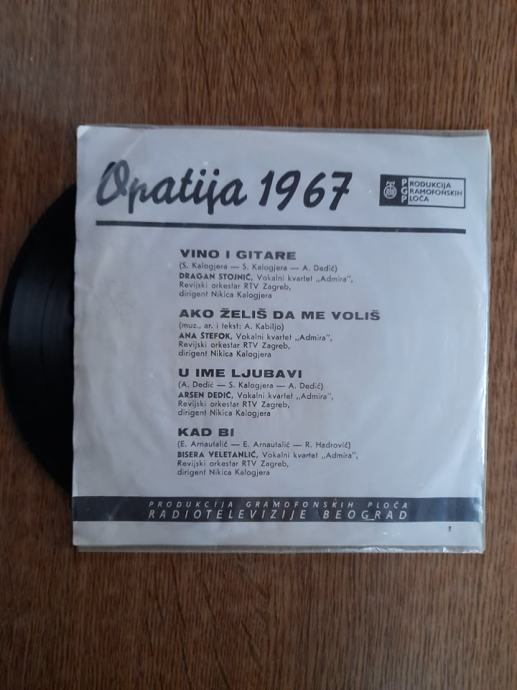 Opatija 1967
PRODUKCIJA
GRAMOFONSKIH
PLOČA
VINO I GITARE
(S. Kalogjera — S. Kalogjera — A. Dedić)
DRAGAN STOJNIĆ, Vokalni kvartet „Admira”,
Revijski orkestar RTV Zagreb,
dirigent Nikica Kalogjera
AKO ŽELIŠ DA ME VOLIŠ
(muz., ar. i tekst: A. Kabiljo)
ANA ŠTEFOK, Vokalni kvartet „Admira”,
Revijski orkestar RTV Zagreb,
dirigent Nikica Kalogjera
U IME LJUBAVI
(A. Dedić — S. Kalogjera — A. Dedić)
ARSEN DEDIĆ, Vokalni kvartet „Admira”,
Revijski orkestar RTV Zagreb,
dirigent Nikica Kalogjera
KAD BI
(E. Arnautalić — E. Arnautalić — R. Hadrović)
BISERA VELETANLIĆ, Vokalni kvartet „Admira”,
Revijski orkestar RTV Zagreb,
dirigent Nikica Kalogjera
PRODUKCIJA GRAMOFONSKIH PLOČA
RADIOTELEVIZIJE BEOGRAD